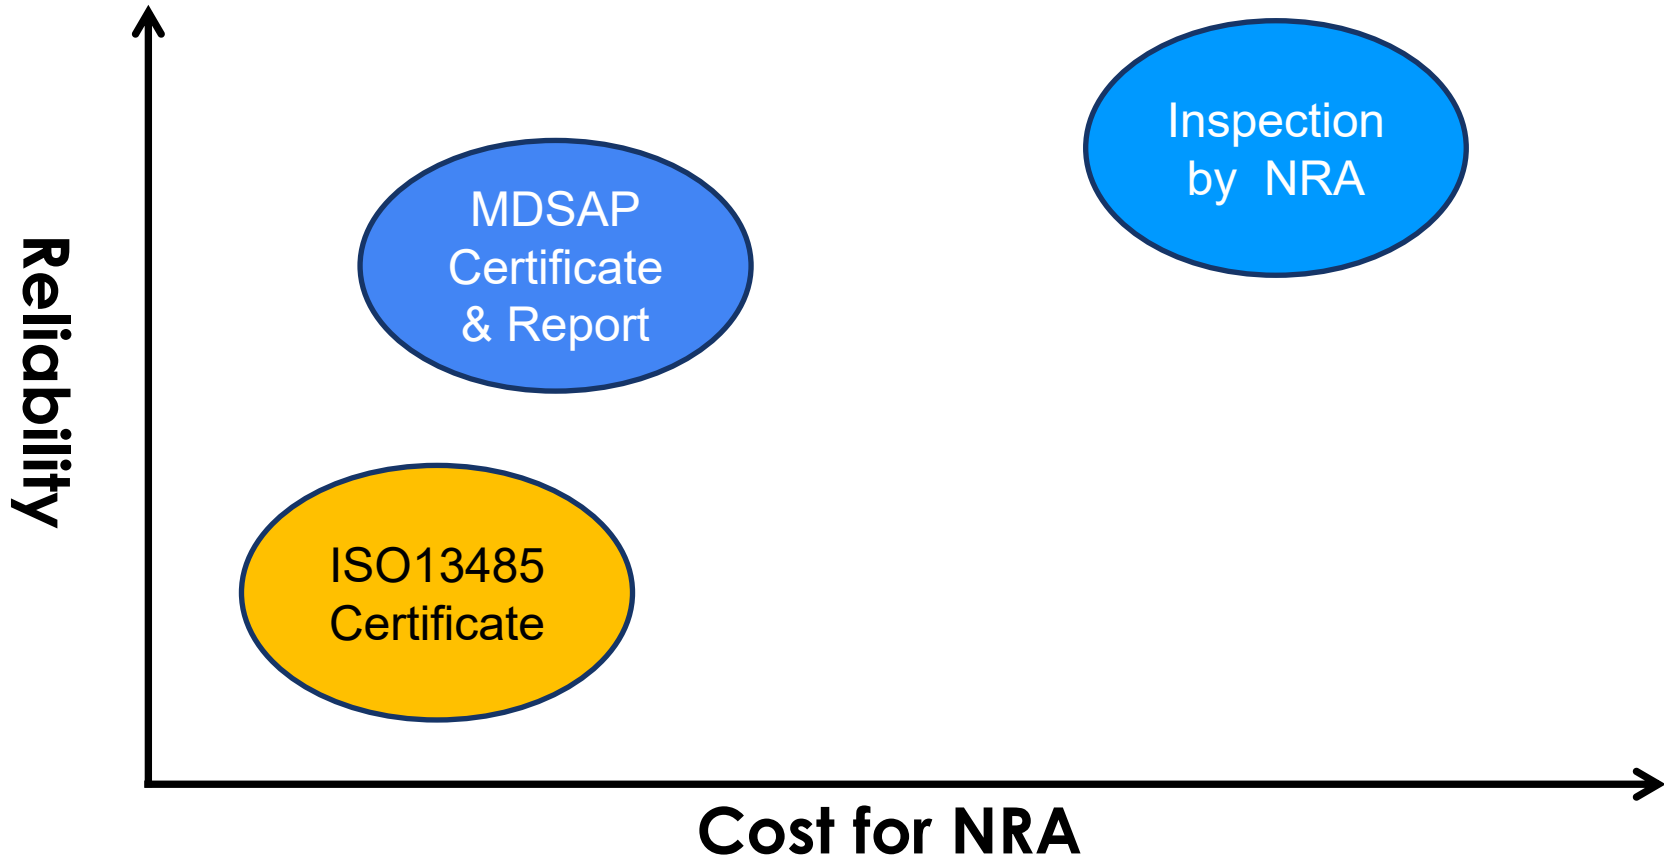 Reliability
MDSAP
Certificate
& Report
Inspection
by NRA
ISO13485
Certificate
Cost for NRA